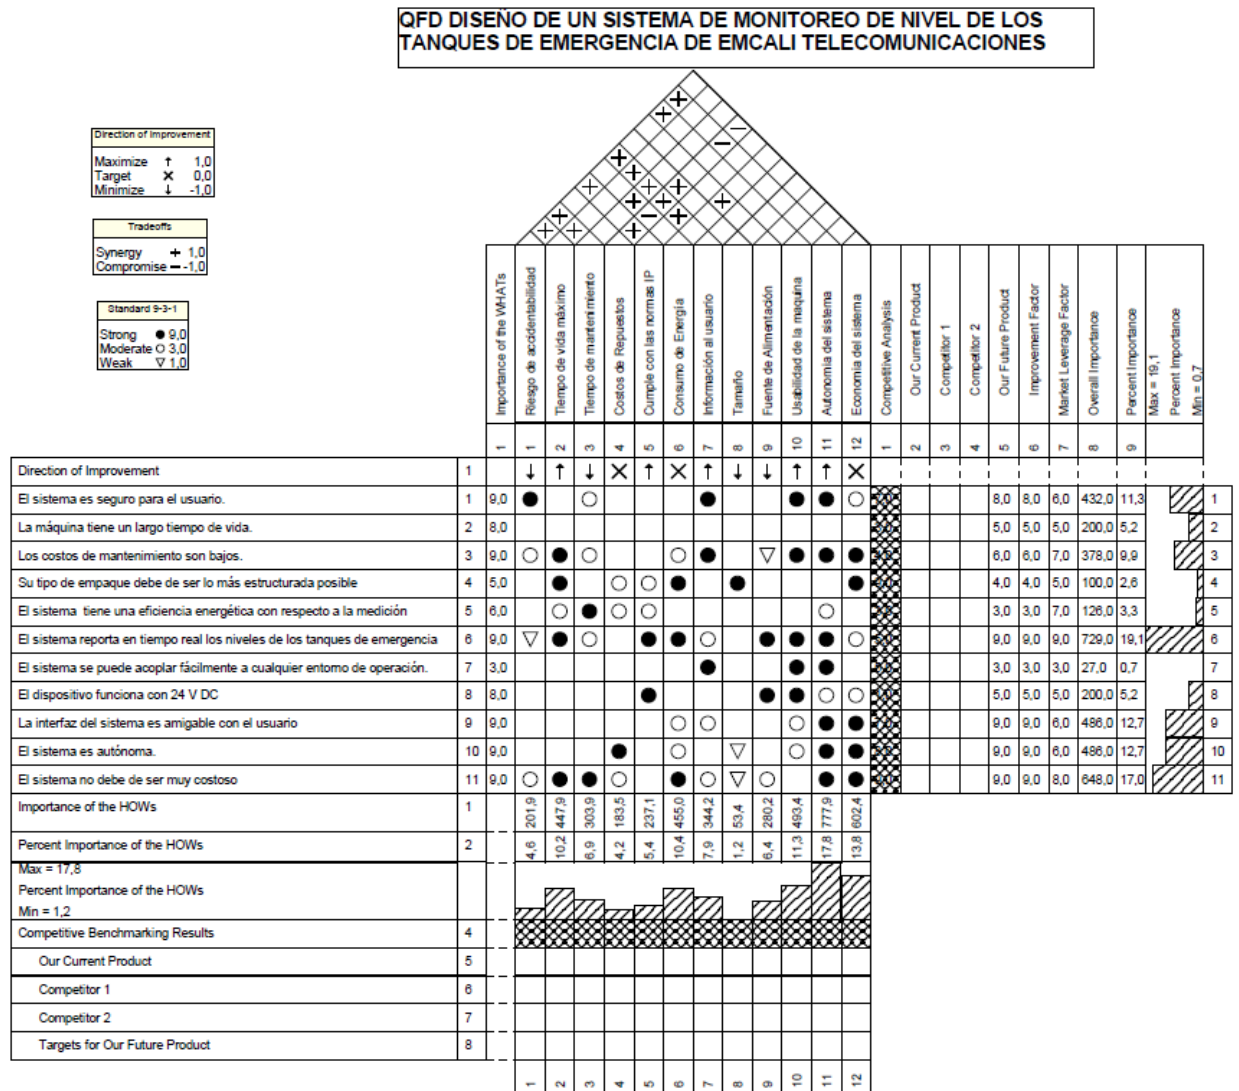 QFD DISEÑO DE UN SISTEMA DE MONITOREO DE NIVEL DE LOS
TANQUES DE EMERGENCIA DE EMCALI TELECOMUNICACIONES
Direction of Improvement
Maximize ↑ 1,0
Target ✕ 0,0
Minimize ↓ -1,0
Tradeoffs
Synergy + 1,0
Compromise − -1,0
Standard 9-3-1
Strong ● 9,0
Moderate ○ 3,0
Weak ▽ 1,0
Importance of the WHATs
Riesgo de accidentabilidad
Tiempo de vida máximo
Tiempo de mantenimiento
Costos de Repuestos
Cumple con las normas IP
Consumo de Energía
Información al usuario
Tamaño
Fuente de Alimentación
Usabilidad de la maquina
Autonomia del sistema
Economia del sistema
Competitive Analysis
Our Current Product
Competitor 1
Competitor 2
Our Future Product
Improvement Factor
Market Leverage Factor
Overall Importance
Percent Importance
Max = 19,1
Percent Importance
Min = 0,7
1 1 2 3 4 5 6 7 8 9 10 11 12 1 2 3 4 5 6 7 8 9
Direction of Improvement 1 ↓ ↑ ↓ ✕ ↑ ✕ ↑ ↓ ↓ ↑ ↑ ✕
El sistema es seguro para el usuario. 1 9,0 ● ○ ● ● ● ○ 8,0 8,0 6,0 432,0 11,3 1
La máquina tiene un largo tiempo de vida. 2 8,0 5,0 5,0 5,0 200,0 5,2 2
Los costos de mantenimiento son bajos. 3 9,0 ○ ● ○ ○ ● ▽ ● ● ● 6,0 6,0 7,0 378,0 9,9 3
Su tipo de empaque debe de ser lo más estructurada posible 4 5,0 ● ○ ○ ● ● ● 4,0 4,0 5,0 100,0 2,6 4
El sistema tiene una eficiencia energética con respecto a la medición 5 6,0 ○ ● ○ ○ ○ 3,0 3,0 7,0 126,0 3,3 5
El sistema reporta en tiempo real los niveles de los tanques de emergencia 6 9,0 ▽ ● ○ ● ● ○ ● ● ● ○ 9,0 9,0 9,0 729,0 19,1 6
El sistema se puede acoplar fácilmente a cualquier entorno de operación. 7 3,0 ● ● ● 3,0 3,0 3,0 27,0 0,7 7
El dispositivo funciona con 24 V DC 8 8,0 ● ● ● ○ ○ 5,0 5,0 5,0 200,0 5,2 8
La interfaz del sistema es amigable con el usuario 9 9,0 ○ ○ ○ ● ● 9,0 9,0 6,0 486,0 12,7 9
El sistema es autónoma. 10 9,0 ● ○ ▽ ○ ● ● 9,0 9,0 6,0 486,0 12,7 10
El sistema no debe de ser muy costoso 11 9,0 ○ ● ● ○ ● ○ ▽ ○ ● ● 9,0 9,0 8,0 648,0 17,0 11
Importance of the HOWs 1 201,9 447,9 303,9 183,5 237,1 455,0 344,2 53,4 280,2 493,4 777,9 602,4
Percent Importance of the HOWs 2 4,6 10,2 6,9 4,2 5,4 10,4 7,9 1,2 6,4 11,3 17,8 13,8
Max = 17,8
Percent Importance of the HOWs
Min = 1,2
Competitive Benchmarking Results 4
Our Current Product 5
Competitor 1 6
Competitor 2 7
Targets for Our Future Product 8
1 2 3 4 5 6 7 8 9 10 11 12